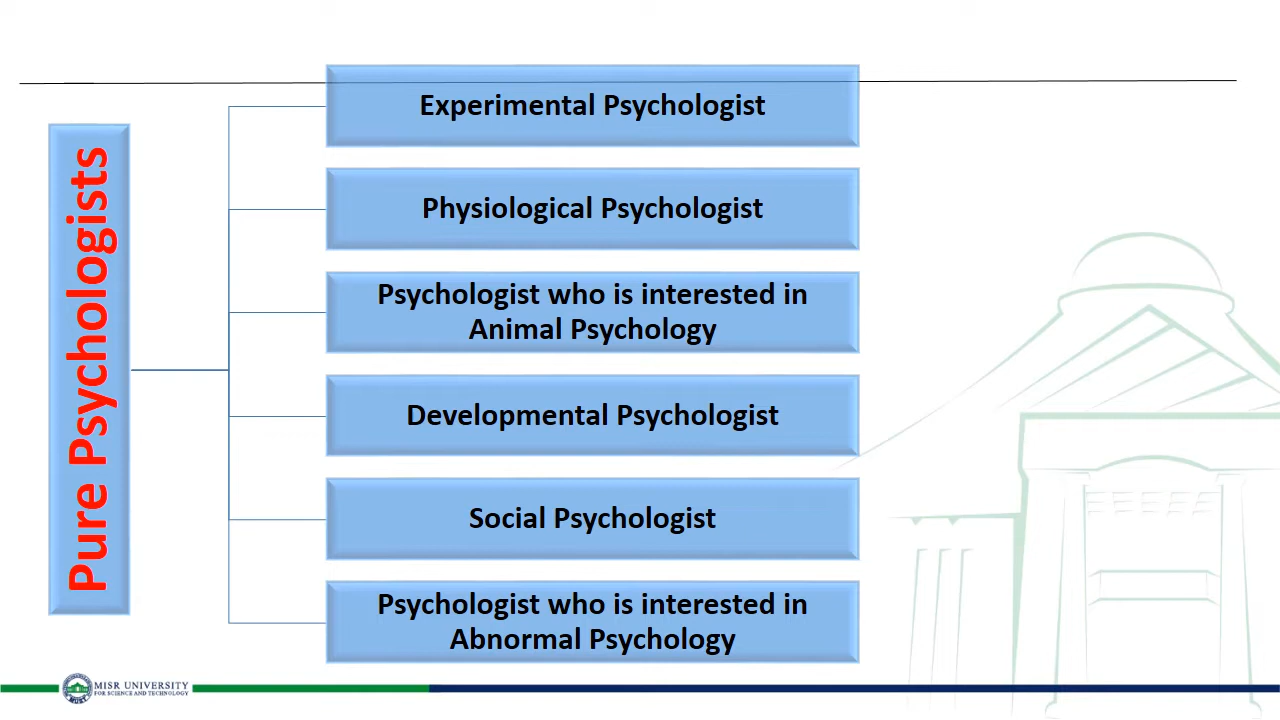 Pure Psychologists
Experimental Psychologist
Physiological Psychologist
Psychologist who is interested in
Animal Psychology
Developmental Psychologist
Social Psychologist
Psychologist who is interested in
Abnormal Psychology
MISR UNIVERSITY
FOR SCIENCE AND TECHNOLOGY
MUST